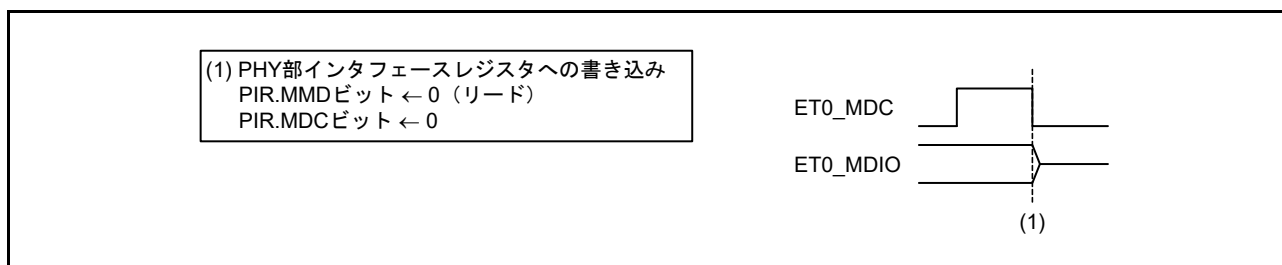 (1) PHY部インタフェースレジスタへの書き込み
PIR.MMDビット ← 0（リード）
PIR.MDCビット ← 0
ET0_MDC
ET0_MDIO
(1)